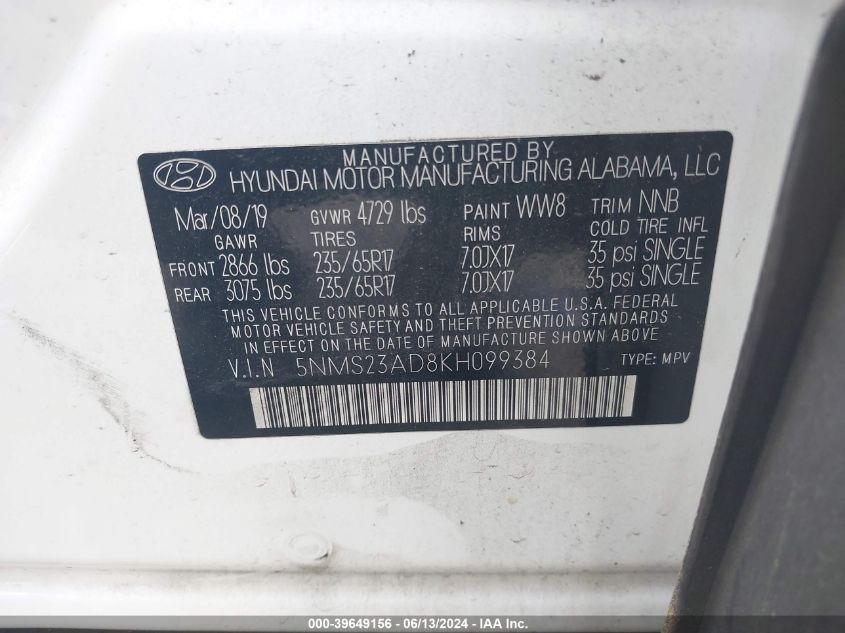 MANUFACTURED BY
HYUNDAI MOTOR MANUFACTURING ALABAMA, LLC
Mar/08/19 GVWR 4729 lbs PAINT WW8 TRIM NNB
GAWR TIRES RIMS COLD TIRE INFL
FRONT 2866 lbs 235/65R17 7.0JX17 35 psi SINGLE
REAR 3075 lbs 235/65R17 7.0JX17 35 psi SINGLE
THIS VEHICLE CONFORMS TO ALL APPLICABLE U.S.A. FEDERAL
MOTOR VEHICLE SAFETY AND THEFT PREVENTION STANDARDS
IN EFFECT ON THE DATE OF MANUFACTURE SHOWN ABOVE
V.I.N 5NMS23AD8KH099384 TYPE: MPV
000-39649156 - 06/13/2024 - IAA Inc.